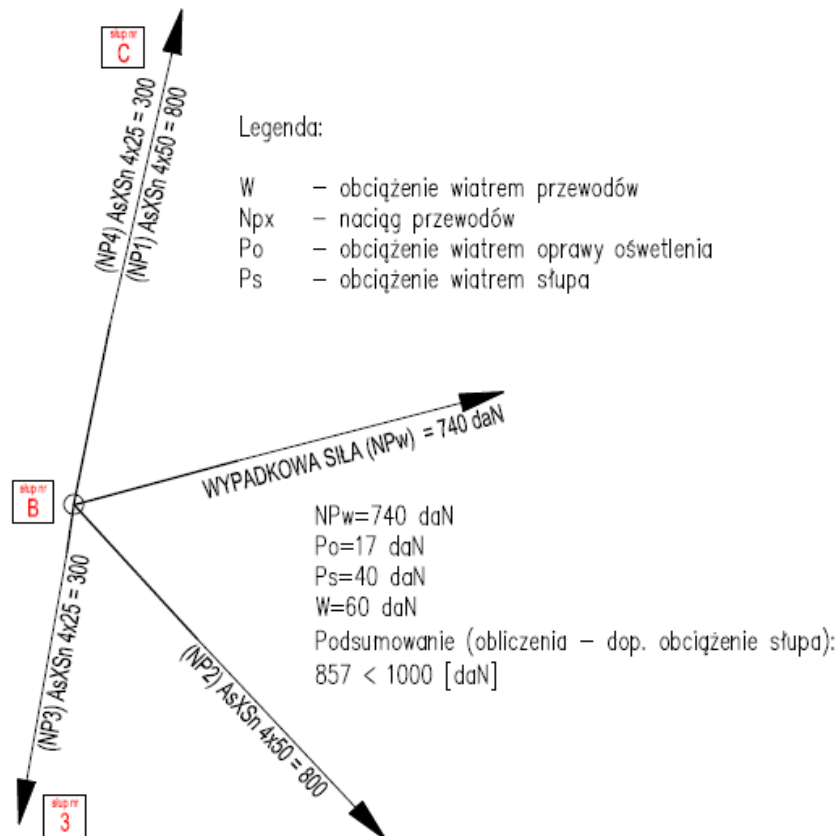 słup nr
C
(NP4) AsXSn 4x25 = 300
(NP1) AsXSn 4x50 = 800
Legenda:
W – obciążenie wiatrem przewodów
Npx – naciąg przewodów
Po – obciążenie wiatrem oprawy oświetlenia
Ps – obciążenie wiatrem słupa
WYPADKOWA SIŁA (NPw) = 740 daN
słup nr
B
NPw=740 daN
Po=17 daN
Ps=40 daN
W=60 daN
Podsumowanie (obliczenia – dop. obciążenie słupa):
857 < 1000 [daN]
(NP3) AsXSn 4x25 = 300
(NP2) AsXSn 4x50 = 800
słup nr
3